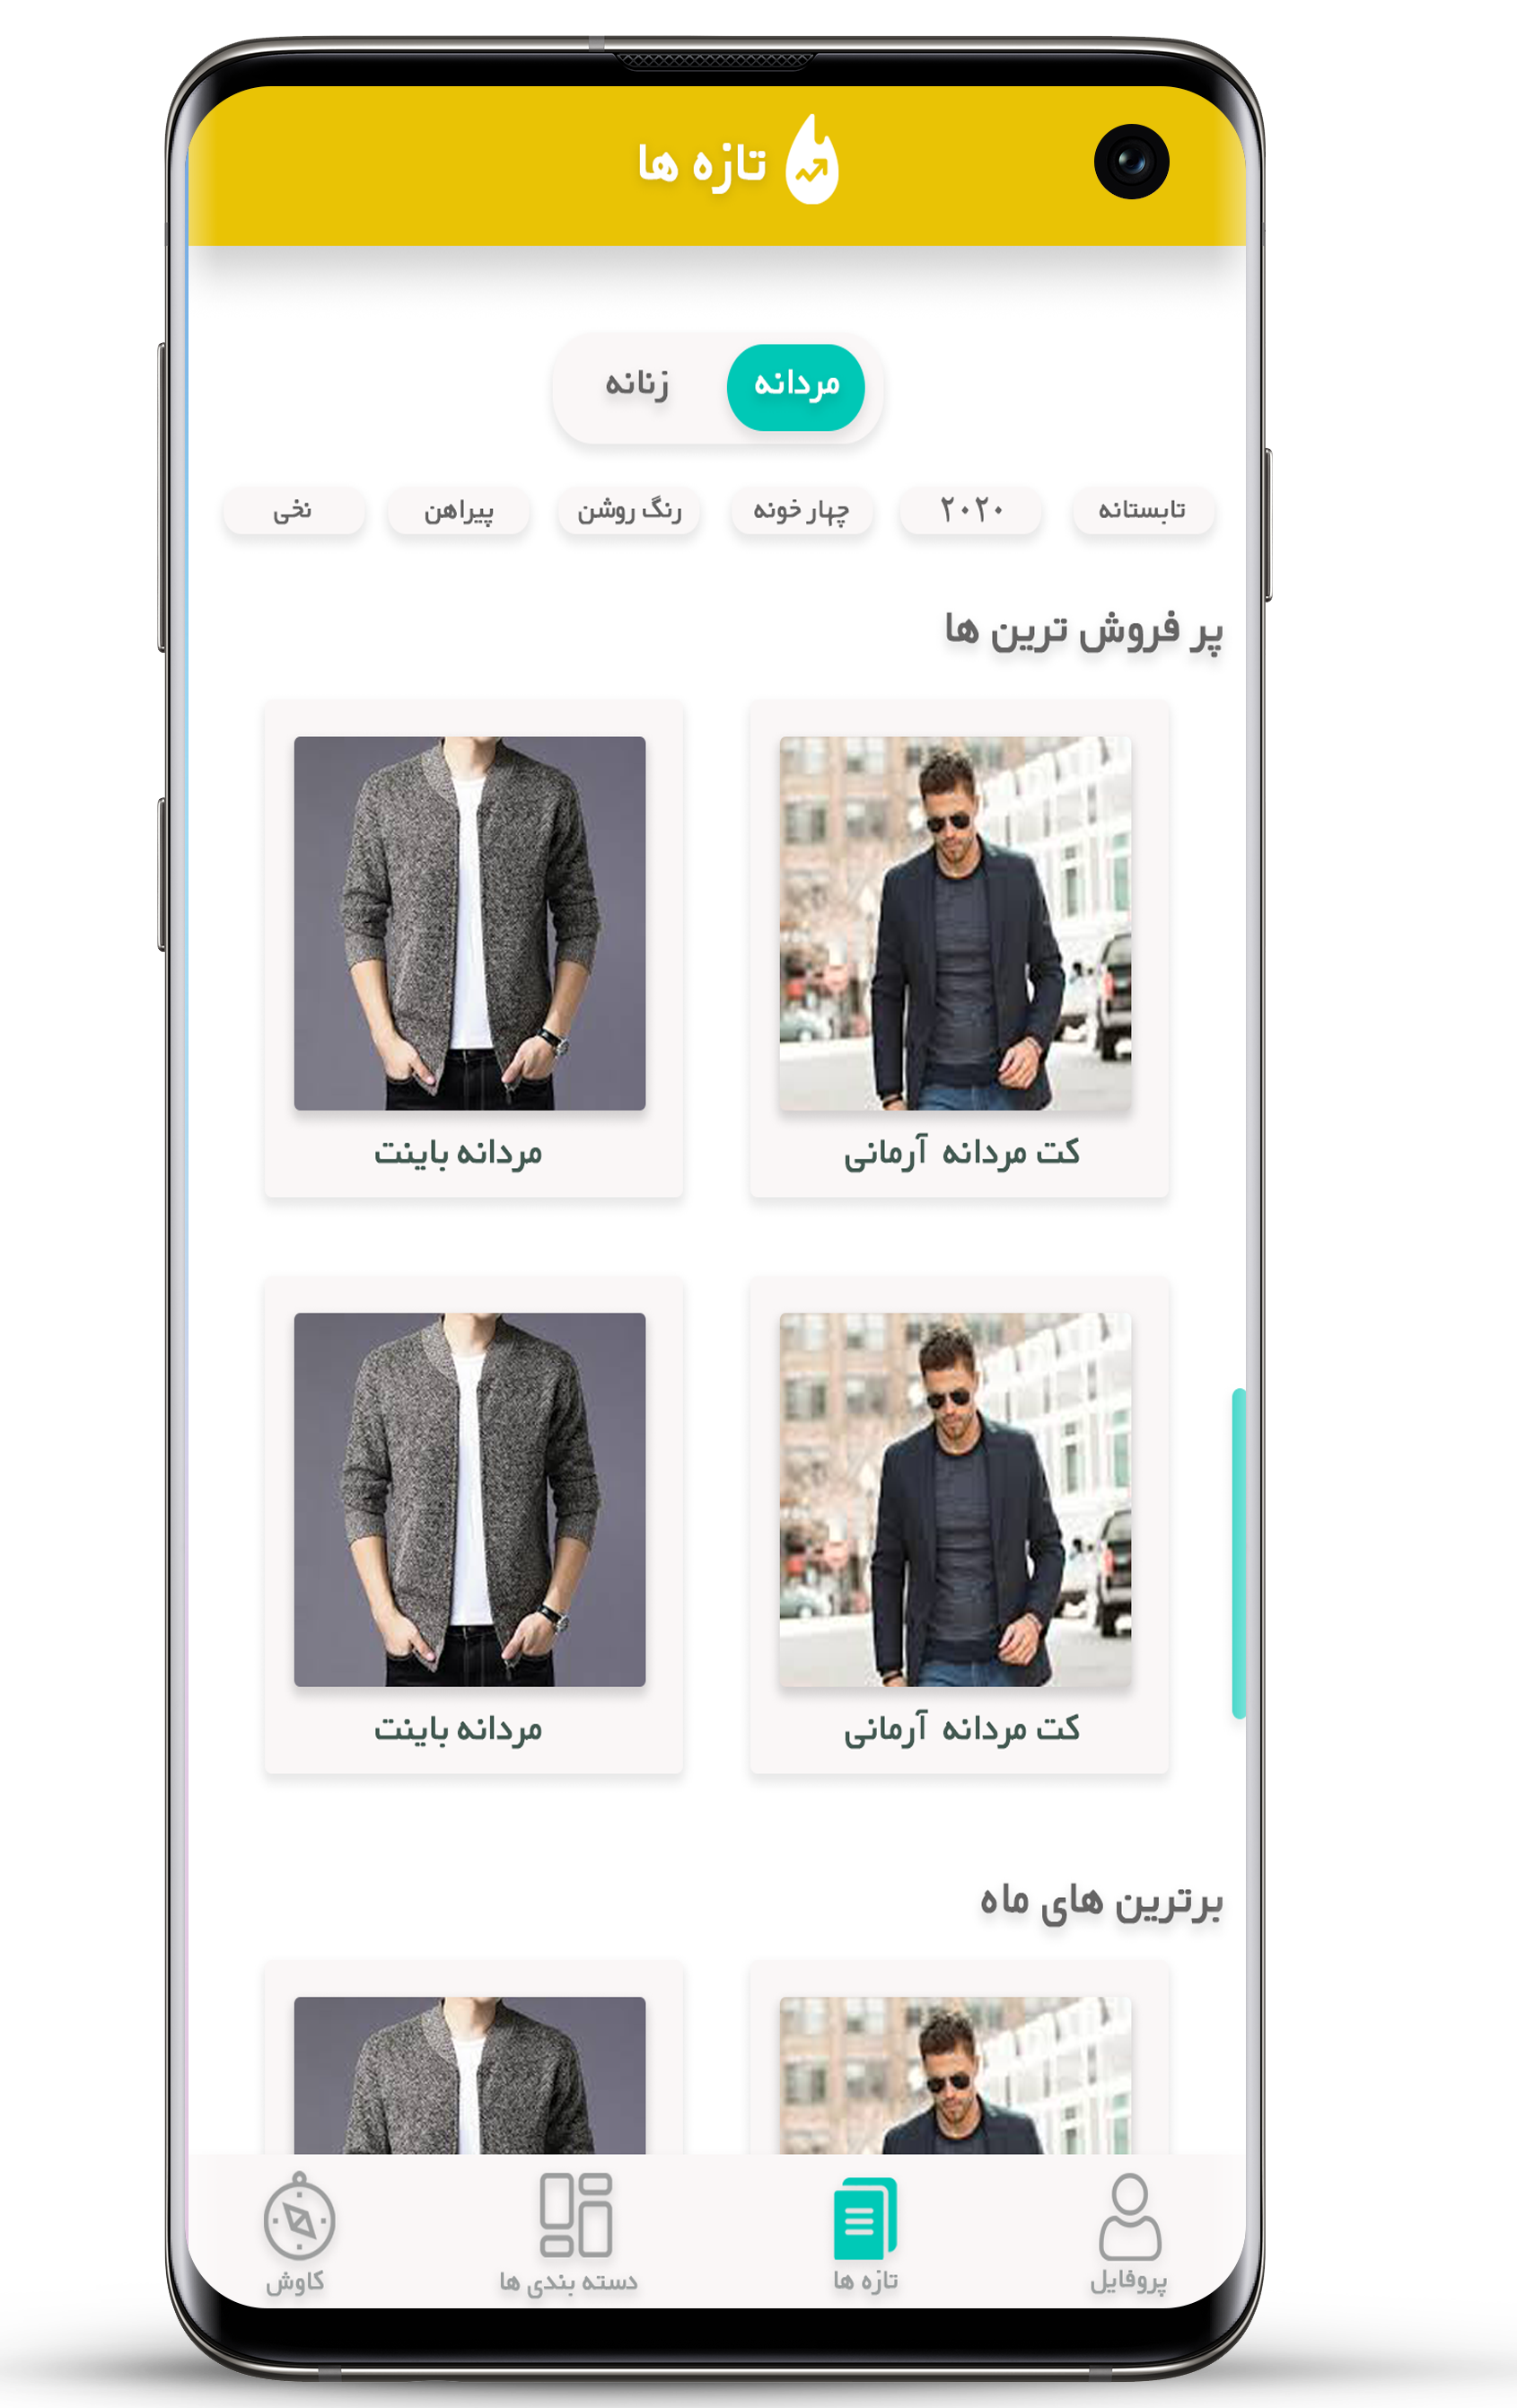 تازه ها
مردانه زنانه
تابستانه ۲۰۲۰ چهار خونه رنگ روشن پیراهن نخی
پر فروش ترین ها
کت مردانه آرمانی مردانه باینت
کت مردانه آرمانی مردانه باینت
برترین های ماه
پروفایل تازه ها دسته بندی ها کاوش